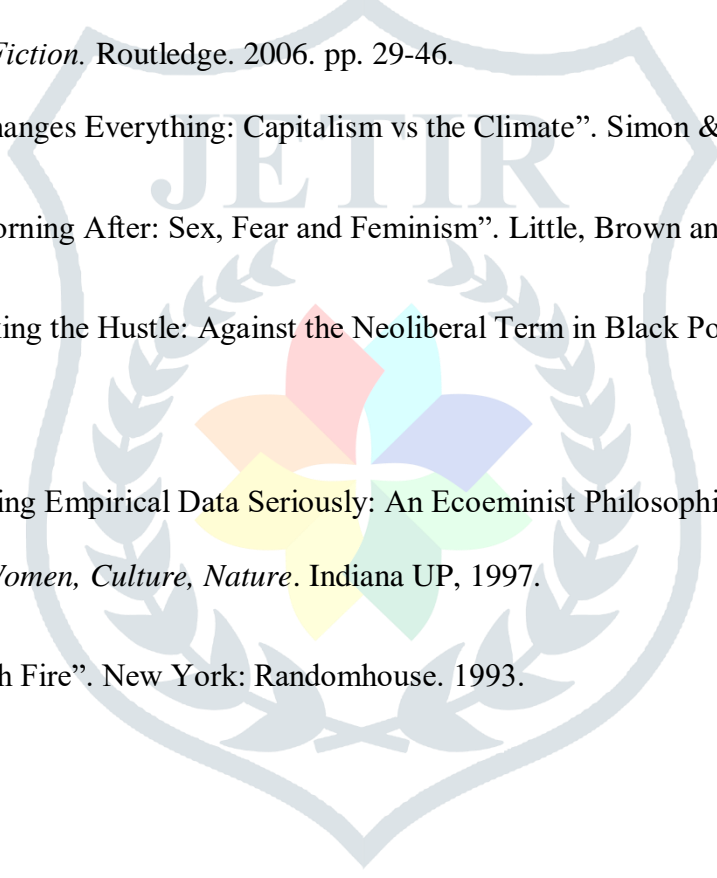 Fiction. Routledge. 2006. pp. 29-46.
hanges Everything: Capitalism vs the Climate”. Simon &
JETIR
orning After: Sex, Fear and Feminism”. Little, Brown an
king the Hustle: Against the Neoliberal Term in Black Po
ing Empirical Data Seriously: An Ecoeminist Philosophi
Women, Culture, Nature. Indiana UP, 1997.
h Fire”. New York: Randomhouse. 1993.